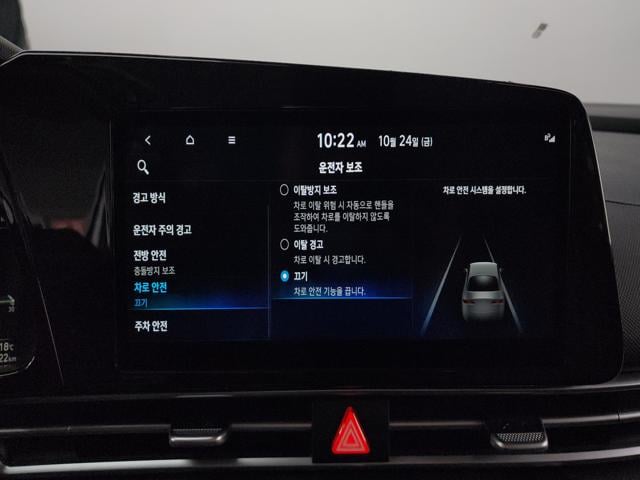 10:22 AM 10월 24일 (금)
운전자 보조
경고 방식
운전자 주의 경고
전방 안전
충돌방지 보조
차로 안전
끄기
주차 안전
이탈방지 보조
차로 이탈 위험 시 자동으로 핸들을
조작하여 차로를 이탈하지 않도록
도와줍니다.
이탈 경고
차로 이탈 시 경고합니다.
끄기
차로 안전 기능을 끕니다.
차로 안전 시스템을 설정합니다.
30
18℃
22km